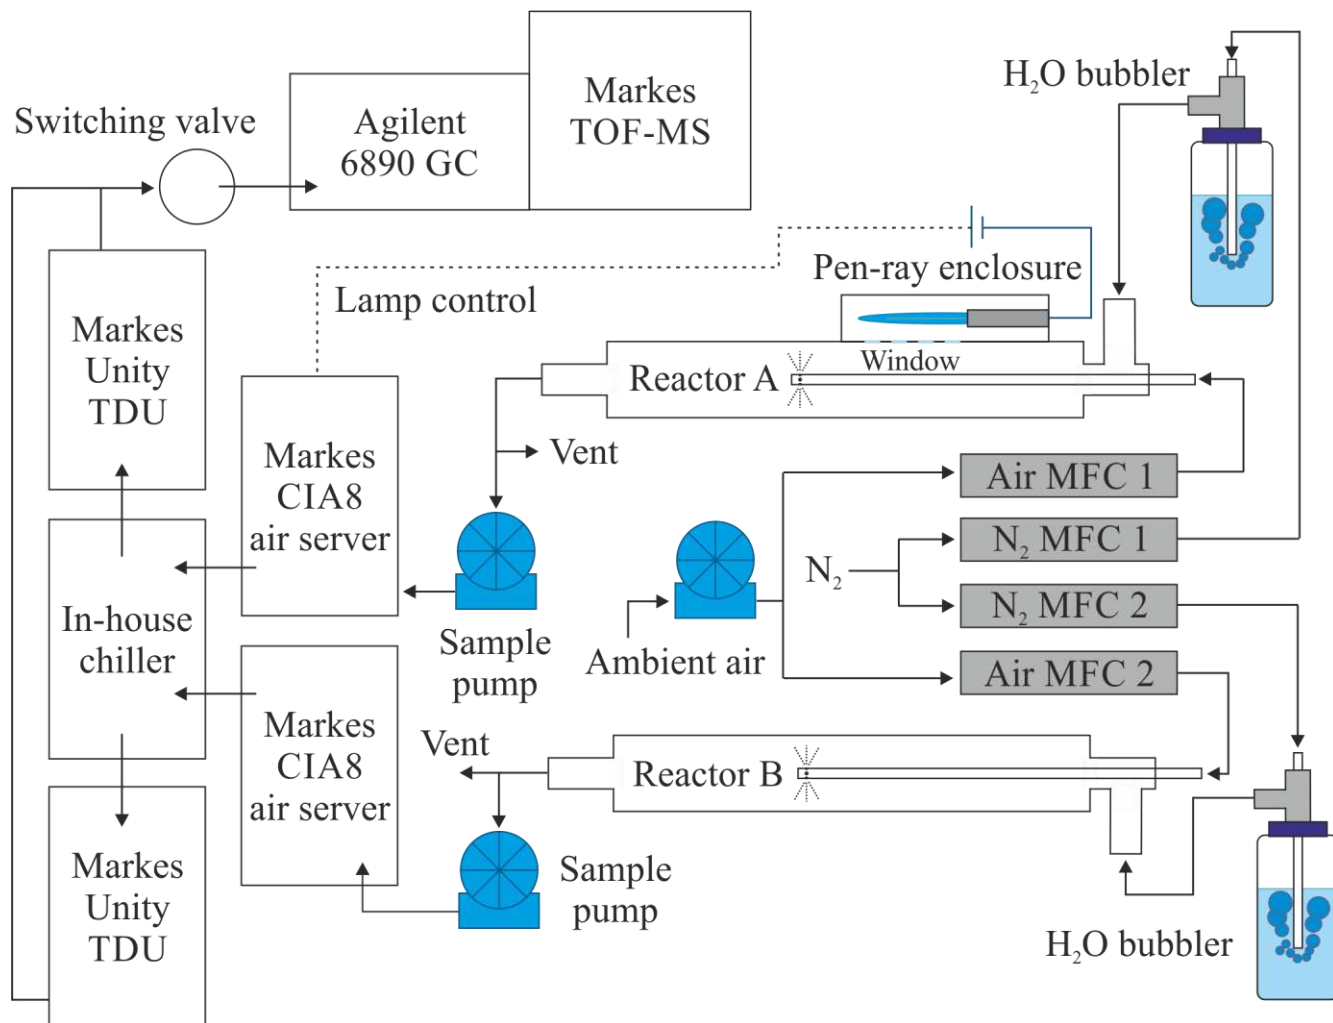 H₂O bubbler
Markes
TOF-MS
Agilent
6890 GC
Switching valve
Pen-ray enclosure
Lamp control
Markes
Unity
TDU
Window
Reactor A
Markes
CIA8
air server
Vent
Air MFC 1
N₂ MFC 1
N₂
N₂ MFC 2
Air MFC 2
In-house
chiller
Sample
pump
Ambient air
Markes
CIA8
air server
Vent
Reactor B
Markes
Unity
TDU
Sample
pump
H₂O bubbler